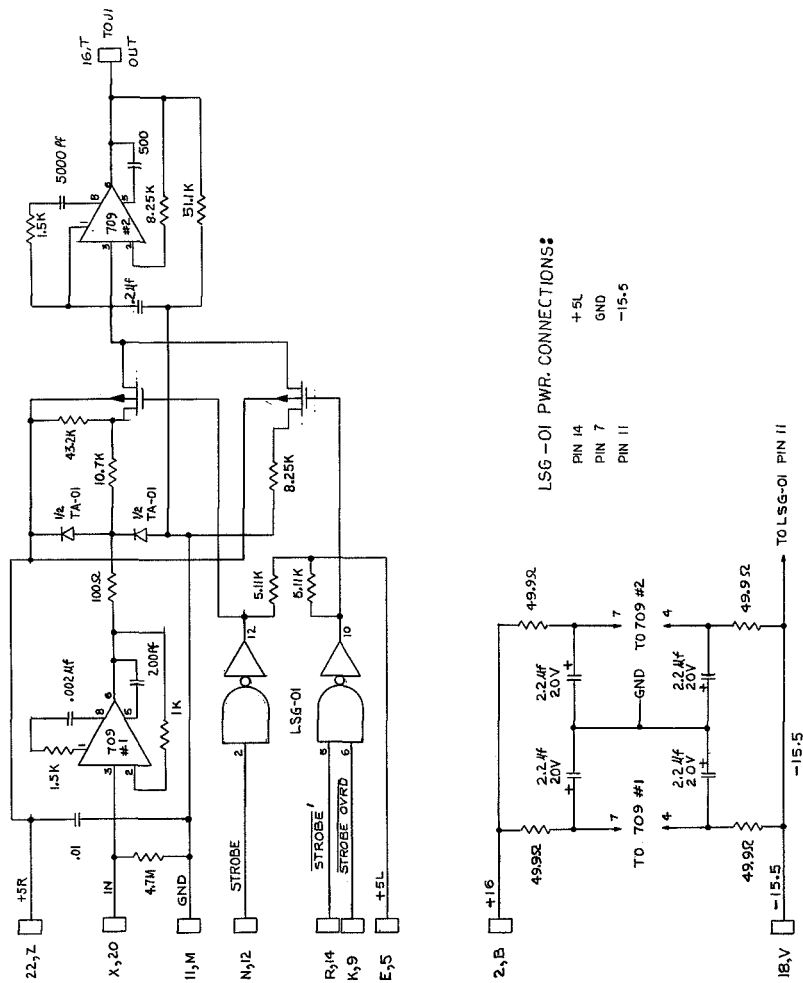 22,Z
+5R
X,20
IN
11,M
GND
N,12
STROBE
R,14
STROBE'
K,9
STROBE OVRD
E,5
+5L
.01
4.7M
1.5K
.002µf
709
#1
3
2
1
8
6
5
200Pf
1K
100Ω
1/2
TA-01
1/2
TA-01
43.2K
10.7K
8.25K
2
12
LSG-01
5
6
10
5.11K
5.11K
1.5K
5000 Pf
.2µf
709
#2
3
2
1
8
6
5
500
8.25K
51.1K
16,T
TO J1
OUT
LSG-01 PWR. CONNECTIONS:
PIN 14 +5L
PIN 7 GND
PIN 11 -15.5
2,B
+16
49.9Ω
49.9Ω
2.2µf
20V
+
2.2µf
20V
+
7
7
TO 709 #1
GND
TO 709 #2
4
4
2.2µf
20V
+
2.2µf
20V
+
49.9Ω
49.9Ω
18,V
-15.5
-15.5
TO LSG-01 PIN 11